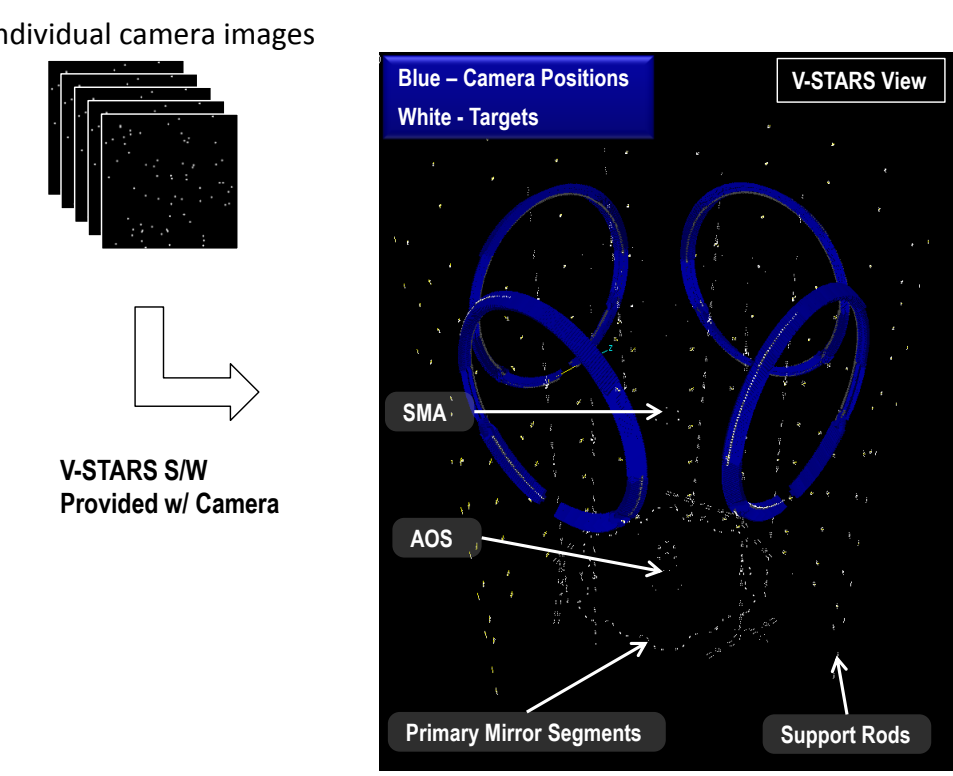 ndividual camera images
Blue – Camera Positions
White - Targets
V-STARS View
Z
SMA
V-STARS S/W
Provided w/ Camera
AOS
Primary Mirror Segments
Support Rods